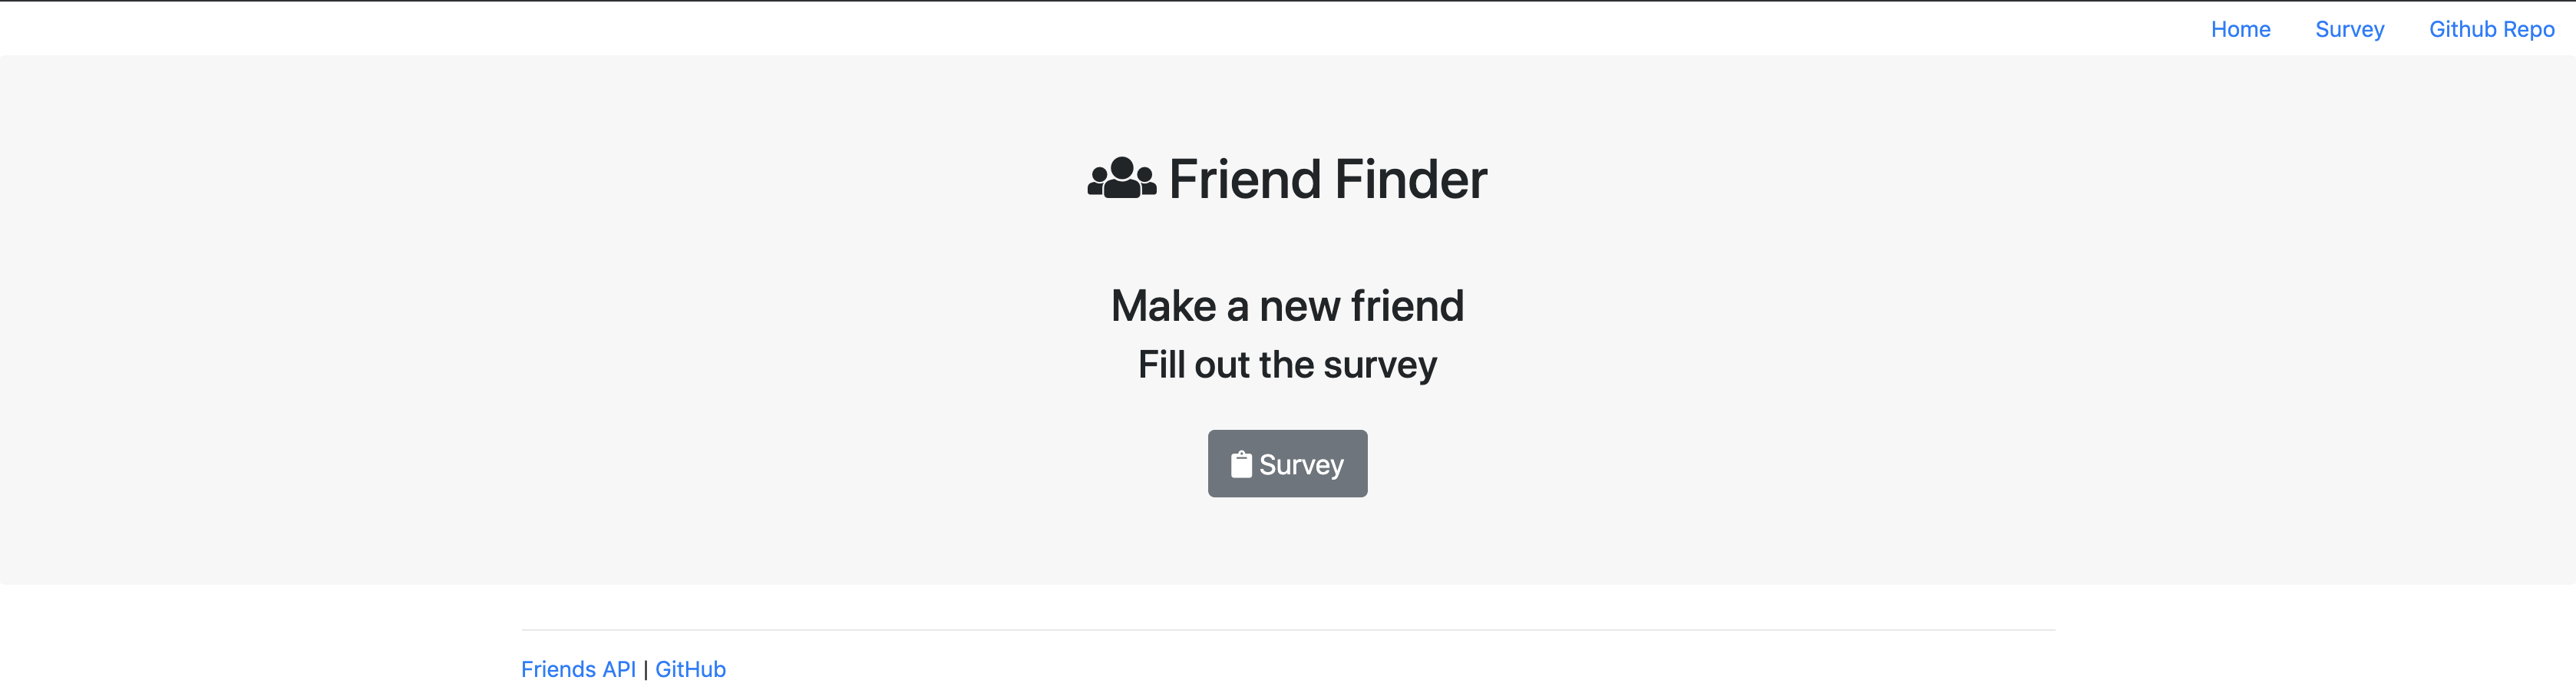 Home Survey Github Repo
Friend Finder
Make a new friend
Fill out the survey
Survey
Friends API | GitHub